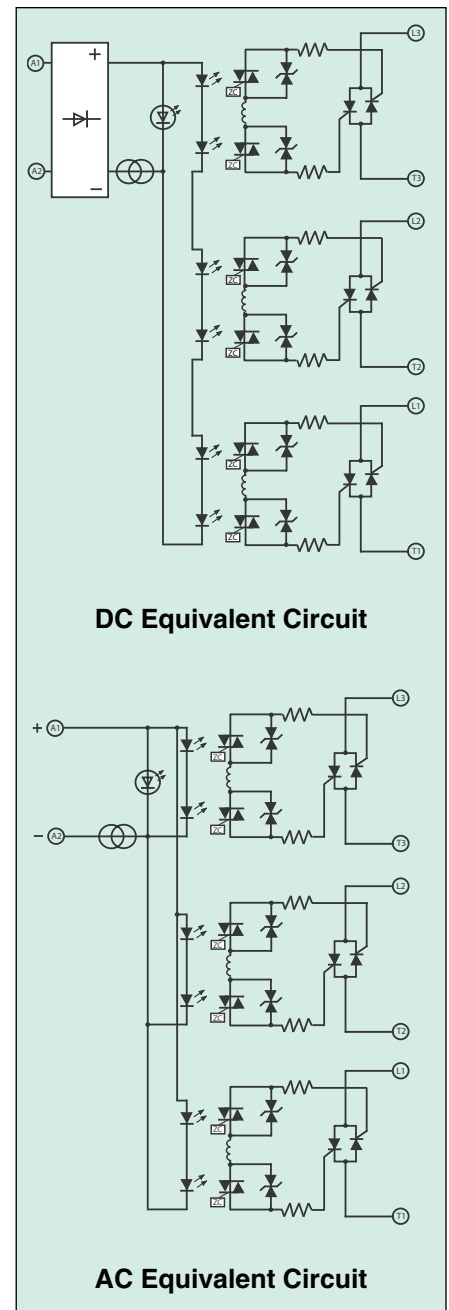 L3
A1
+
ZC
A2
−
ZC
T3
L2
ZC
ZC
T2
L1
ZC
ZC
T1
DC Equivalent Circuit
L3
+ A1
ZC
− A2
ZC
T3
L2
ZC
ZC
T2
L1
ZC
ZC
T1
AC Equivalent Circuit